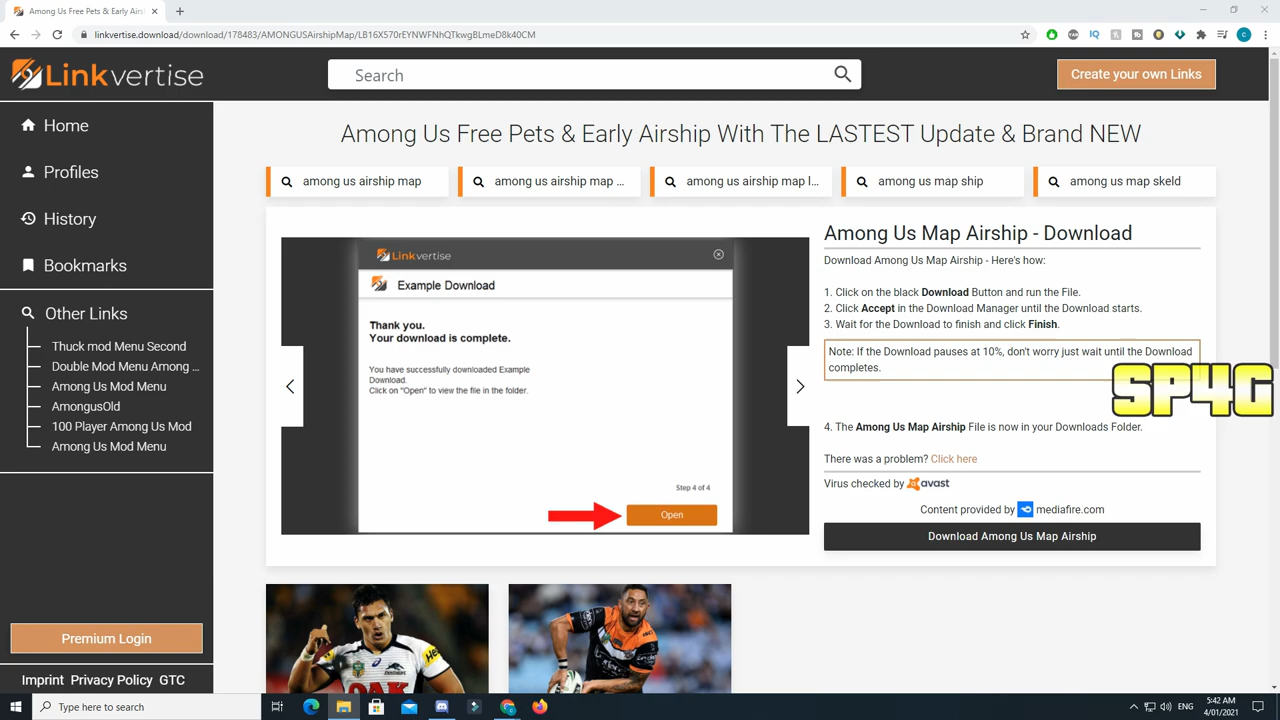 Among Us Free Pets & Early Airsh
linkvertise.download/download/178483/AMONGUSAirshipMap/LB16X570rEYNWFNhQTkwgBLmeD8k40CM
Linkvertise
Search
Create your own Links
Home
Profiles
History
Bookmarks
Other Links
Thuck mod Menu Second
Double Mod Menu Among ...
Among Us Mod Menu
AmongusOld
100 Player Among Us Mod
Among Us Mod Menu
Premium Login
Imprint Privacy Policy GTC
Among Us Free Pets & Early Airship With The LASTEST Update & Brand NEW
among us airship map
among us airship map ...
among us airship map l...
among us map ship
among us map skeld
Linkvertise
Example Download
Thank you.
Your download is complete.
You have successfully downloaded Example
Download.
Click on "Open" to view the file in the folder.
Step 4 of 4
Open
Among Us Map Airship - Download
Download Among Us Map Airship - Here's how:
1. Click on the black Download Button and run the File.
2. Click Accept in the Download Manager until the Download starts.
3. Wait for the Download to finish and click Finish.
Note: If the Download pauses at 10%, don't worry just wait until the Download
completes.
SP4G
4. The Among Us Map Airship File is now in your Downloads Folder.
There was a problem? Click here
Virus checked by avast
Content provided by mediafire.com
Download Among Us Map Airship
OAK
Type here to search
ENG
5:42 AM
4/01/2021